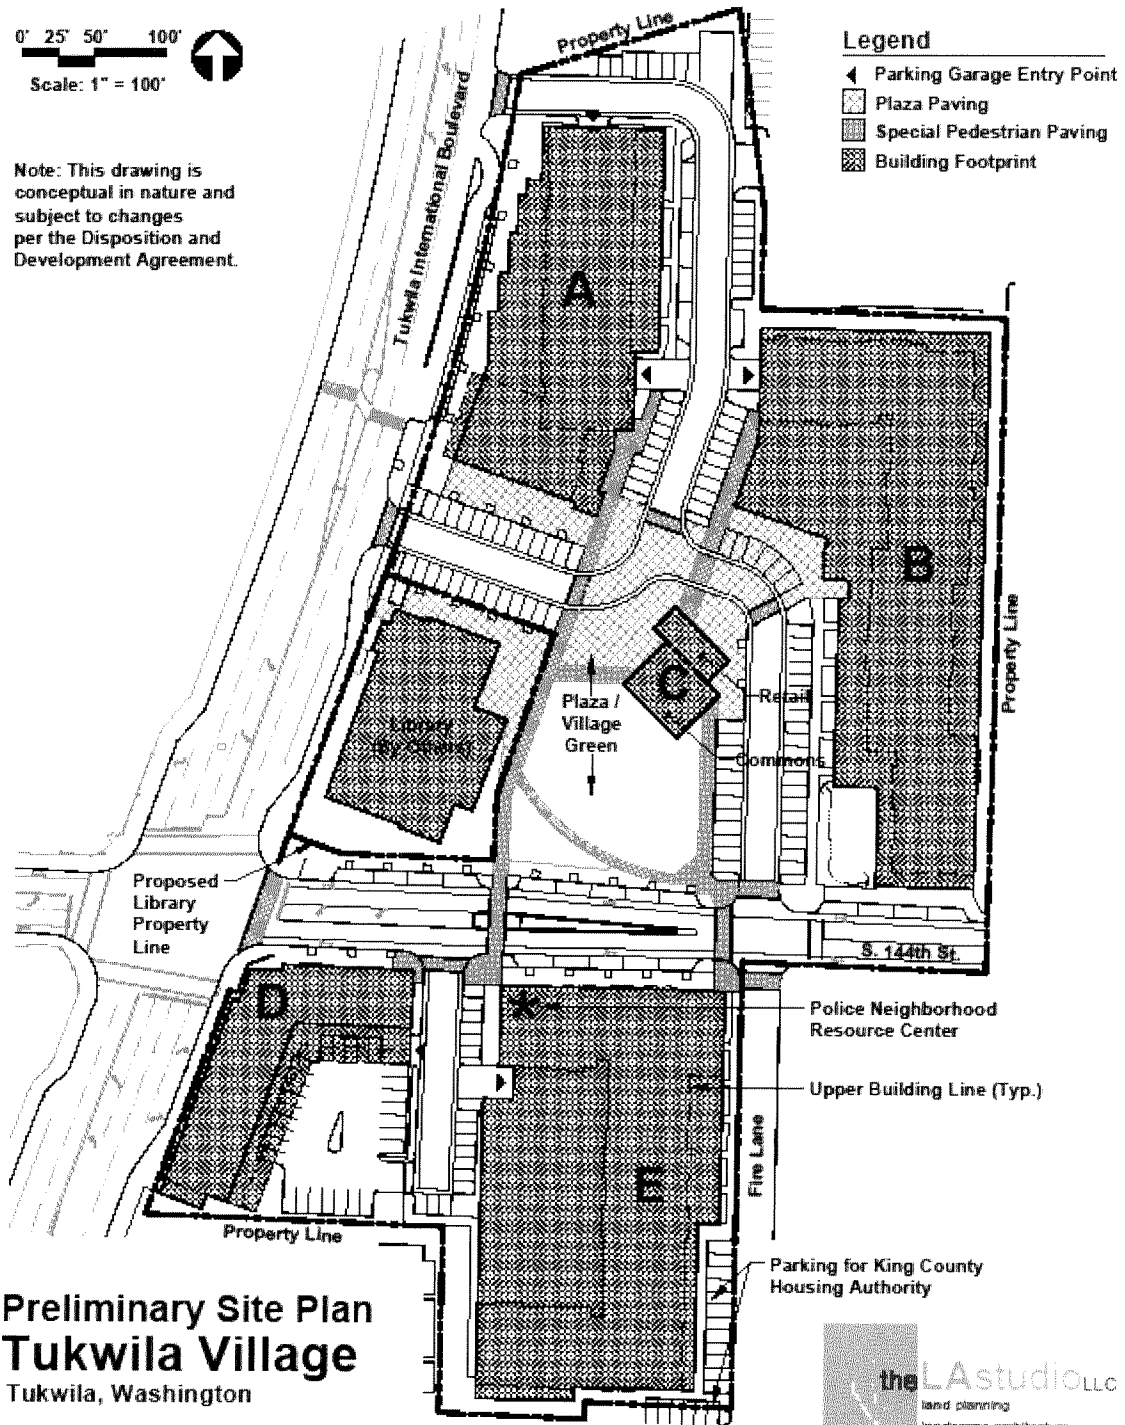 0' 25' 50' 100'
Scale: 1" = 100'
Note: This drawing is
conceptual in nature and
subject to changes
per the Disposition and
Development Agreement.
Property Line
Tukwila International Boulevard
Legend
Parking Garage Entry Point
Plaza Paving
Special Pedestrian Paving
Building Footprint
A
B
Property Line
C
Retail
Commons
Plaza /
Village
Green
Library
(By Others)
Proposed
Library
Property
Line
S. 144th St.
D
Police Neighborhood
Resource Center
Upper Building Line (Typ.)
E
Fire Lane
Property Line
Parking for King County
Housing Authority
Preliminary Site Plan
Tukwila Village
Tukwila, Washington
theLAstudioLLC
land planning
landscape architecture